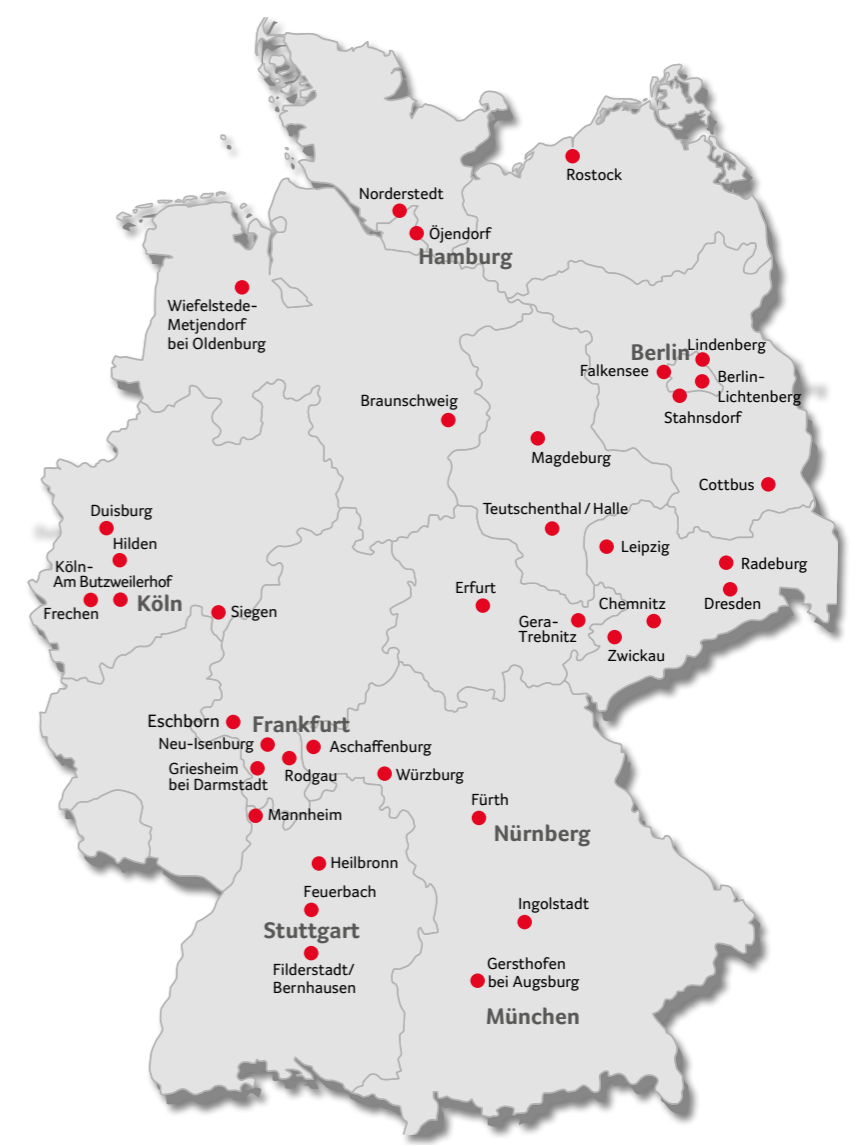 Rostock
Norderstedt
Öjendorf
Hamburg
Wiefelstede-
Metjendorf
bei Oldenburg
Lindenberg
Berlin
Falkensee
Berlin-
Lichtenberg
Stahnsdorf
Braunschweig
Magdeburg
Cottbus
Teutschenthal / Halle
Duisburg
Hilden
Leipzig
Radeburg
Köln-
Am Butzweilerhof
Köln
Frechen
Siegen
Erfurt
Chemnitz
Dresden
Gera-
Trebnitz
Zwickau
Eschborn
Frankfurt
Neu-Isenburg
Aschaffenburg
Griesheim
bei Darmstadt
Rodgau
Würzburg
Fürth
Mannheim
Nürnberg
Heilbronn
Feuerbach
Ingolstadt
Stuttgart
Filderstadt/
Bernhausen
Gersthofen
bei Augsburg
München